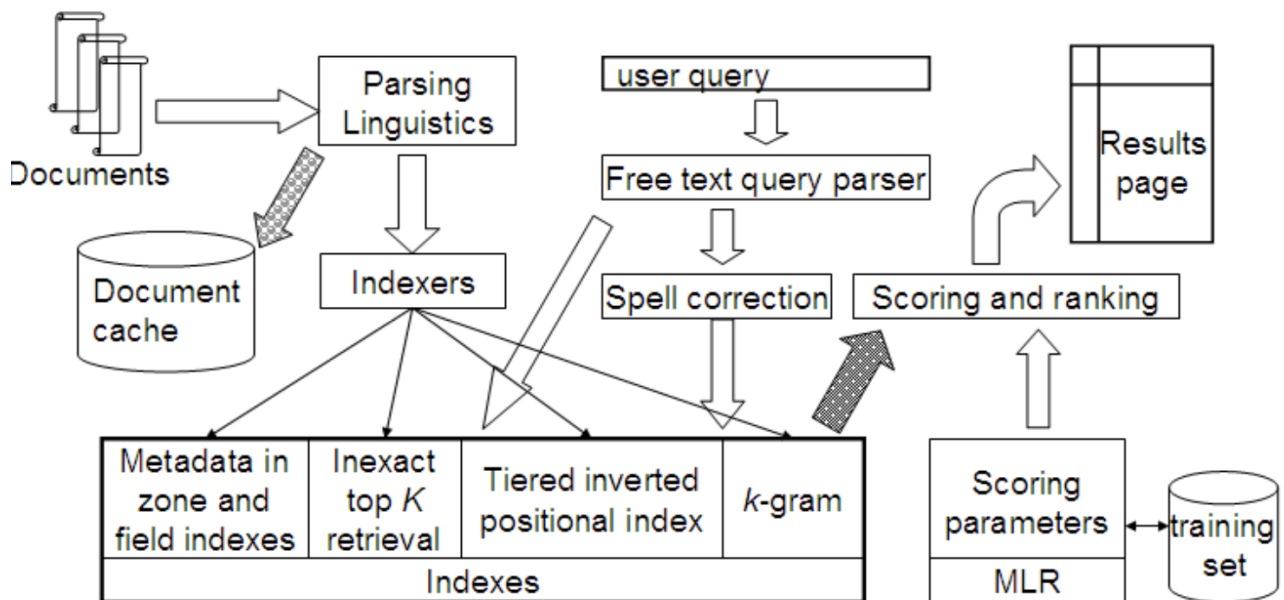 Documents
Parsing
Linguistics
user query
Free text query parser
Results
page
Document
cache
Indexers
Spell correction
Scoring and ranking
Metadata in
zone and
field indexes
Inexact
top K
retrieval
Tiered inverted
positional index
k-gram
Indexes
Scoring
parameters
MLR
training
set